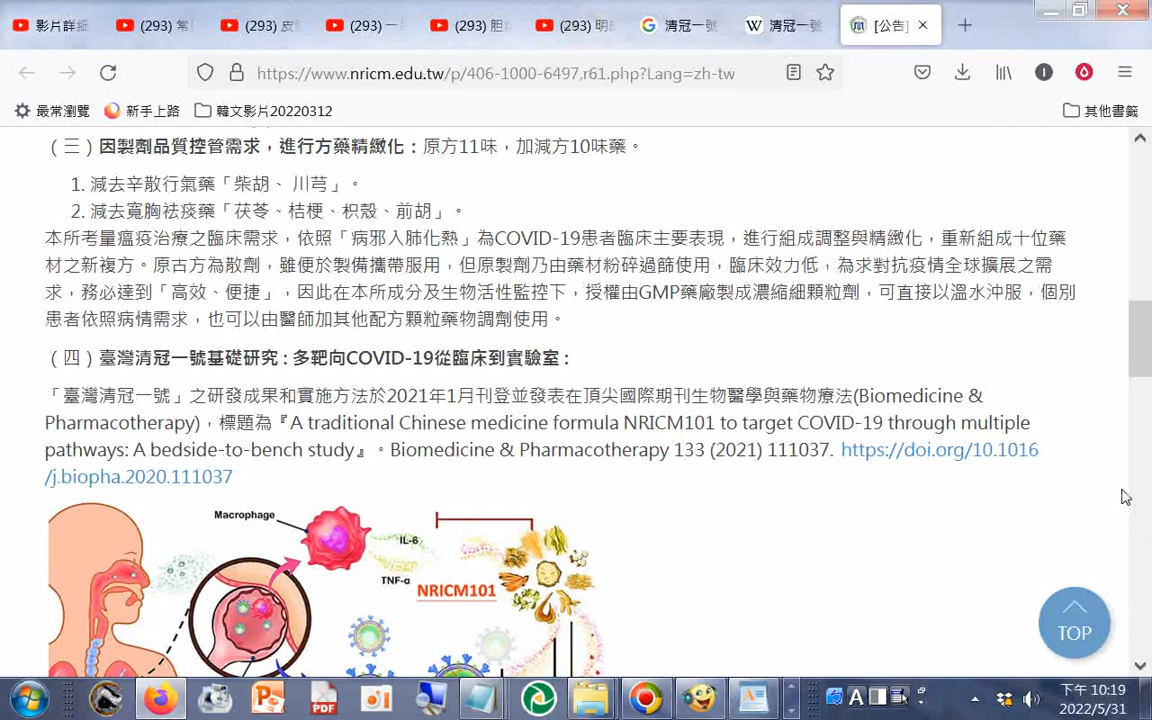 影片詳細
(293) 常
(293) 皮
(293) 一
(293) 胆
(293) 明
清冠一號
清冠一號
[公告]
https://www.nricm.edu.tw/p/406-1000-6497,r61.php?Lang=zh-tw
最常瀏覽
新手上路
韓文影片20220312
其他書籤
（三）因製劑品質控管需求，進行方藥精緻化：原方11味，加減方10味藥。
1. 減去辛散行氣藥「柴胡、 川芎」。
2. 減去寬胸祛痰藥「茯苓、桔梗、枳殼、前胡」。
本所考量瘟疫治療之臨床需求，依照「病邪入肺化熱」為COVID-19患者臨床主要表現，進行組成調整與精緻化，重新組成十位藥
材之新複方。原古方為散劑，雖便於製備攜帶服用，但原製劑乃由藥材粉碎過篩使用，臨床效力低，為求對抗疫情全球擴展之需
求，務必達到「高效、便捷」，因此在本所成分及生物活性監控下，授權由GMP藥廠製成濃縮細顆粒劑，可直接以溫水沖服，個別
患者依照病情需求，也可以由醫師加其他配方顆粒藥物調劑使用。
（四）臺灣清冠一號基礎研究 : 多靶向COVID-19從臨床到實驗室 :
「臺灣清冠一號」之研發成果和實施方法於2021年1月刊登並發表在頂尖國際期刊生物醫學與藥物療法(Biomedicine &
Pharmacotherapy)，標題為『A traditional Chinese medicine formula NRICM101 to target COVID-19 through multiple
pathways: A bedside-to-bench study』。Biomedicine & Pharmacotherapy 133 (2021) 111037. https://doi.org/10.1016
/j.biopha.2020.111037
Macrophage
IL-6
TNF-α
NRICM101
TOP
下午 10:19
2022/5/31